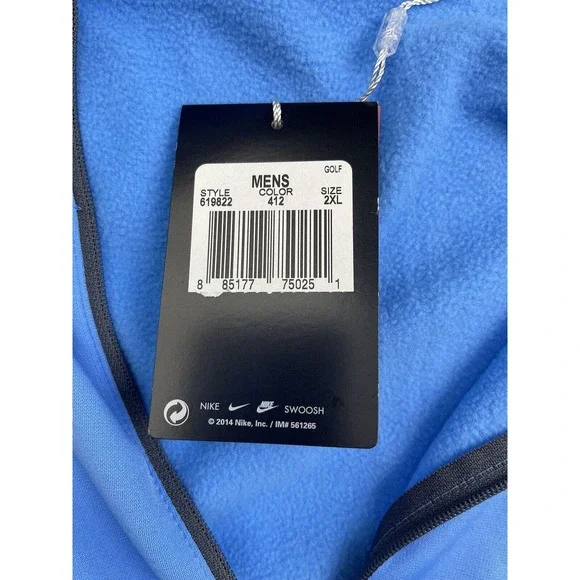 GOLF
MENS
STYLE COLOR SIZE
619822 412 2XL
8 85177 75025 1
NIKE SWOOSH
© 2014 Nike, Inc. / IM# 561265